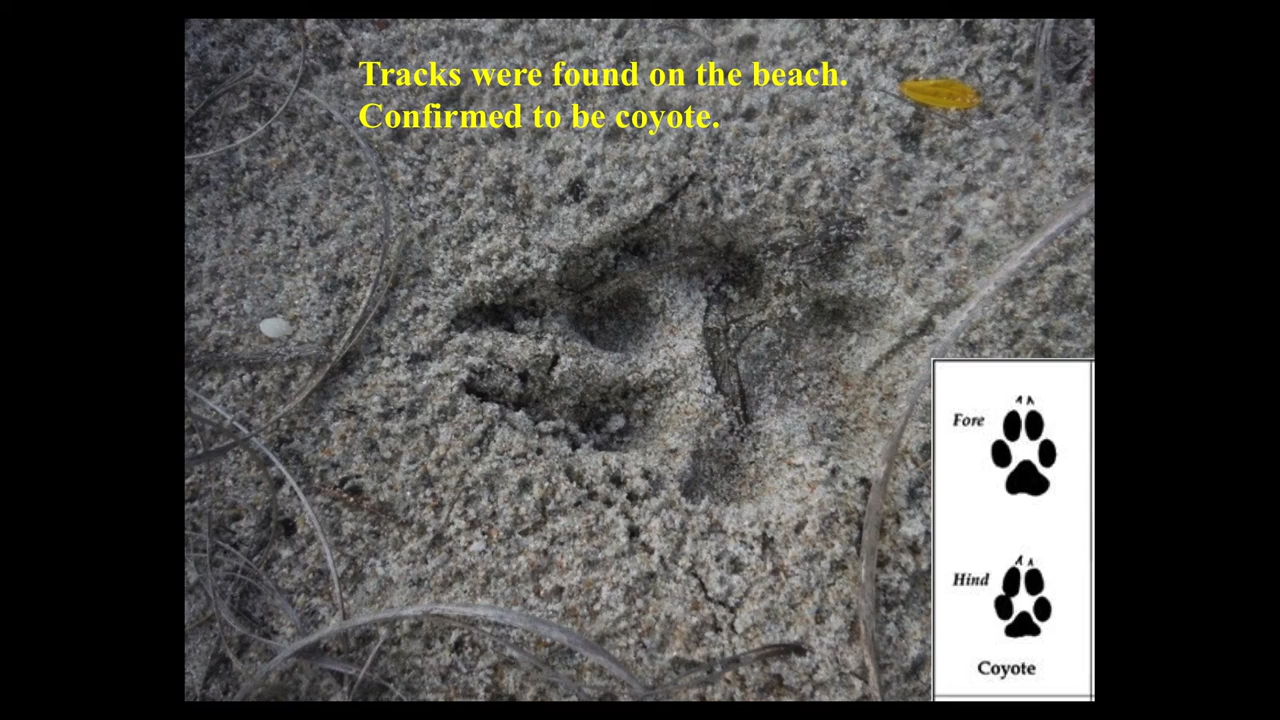 Tracks were found on the beach.
Confirmed to be coyote.
Fore
Hind
Coyote